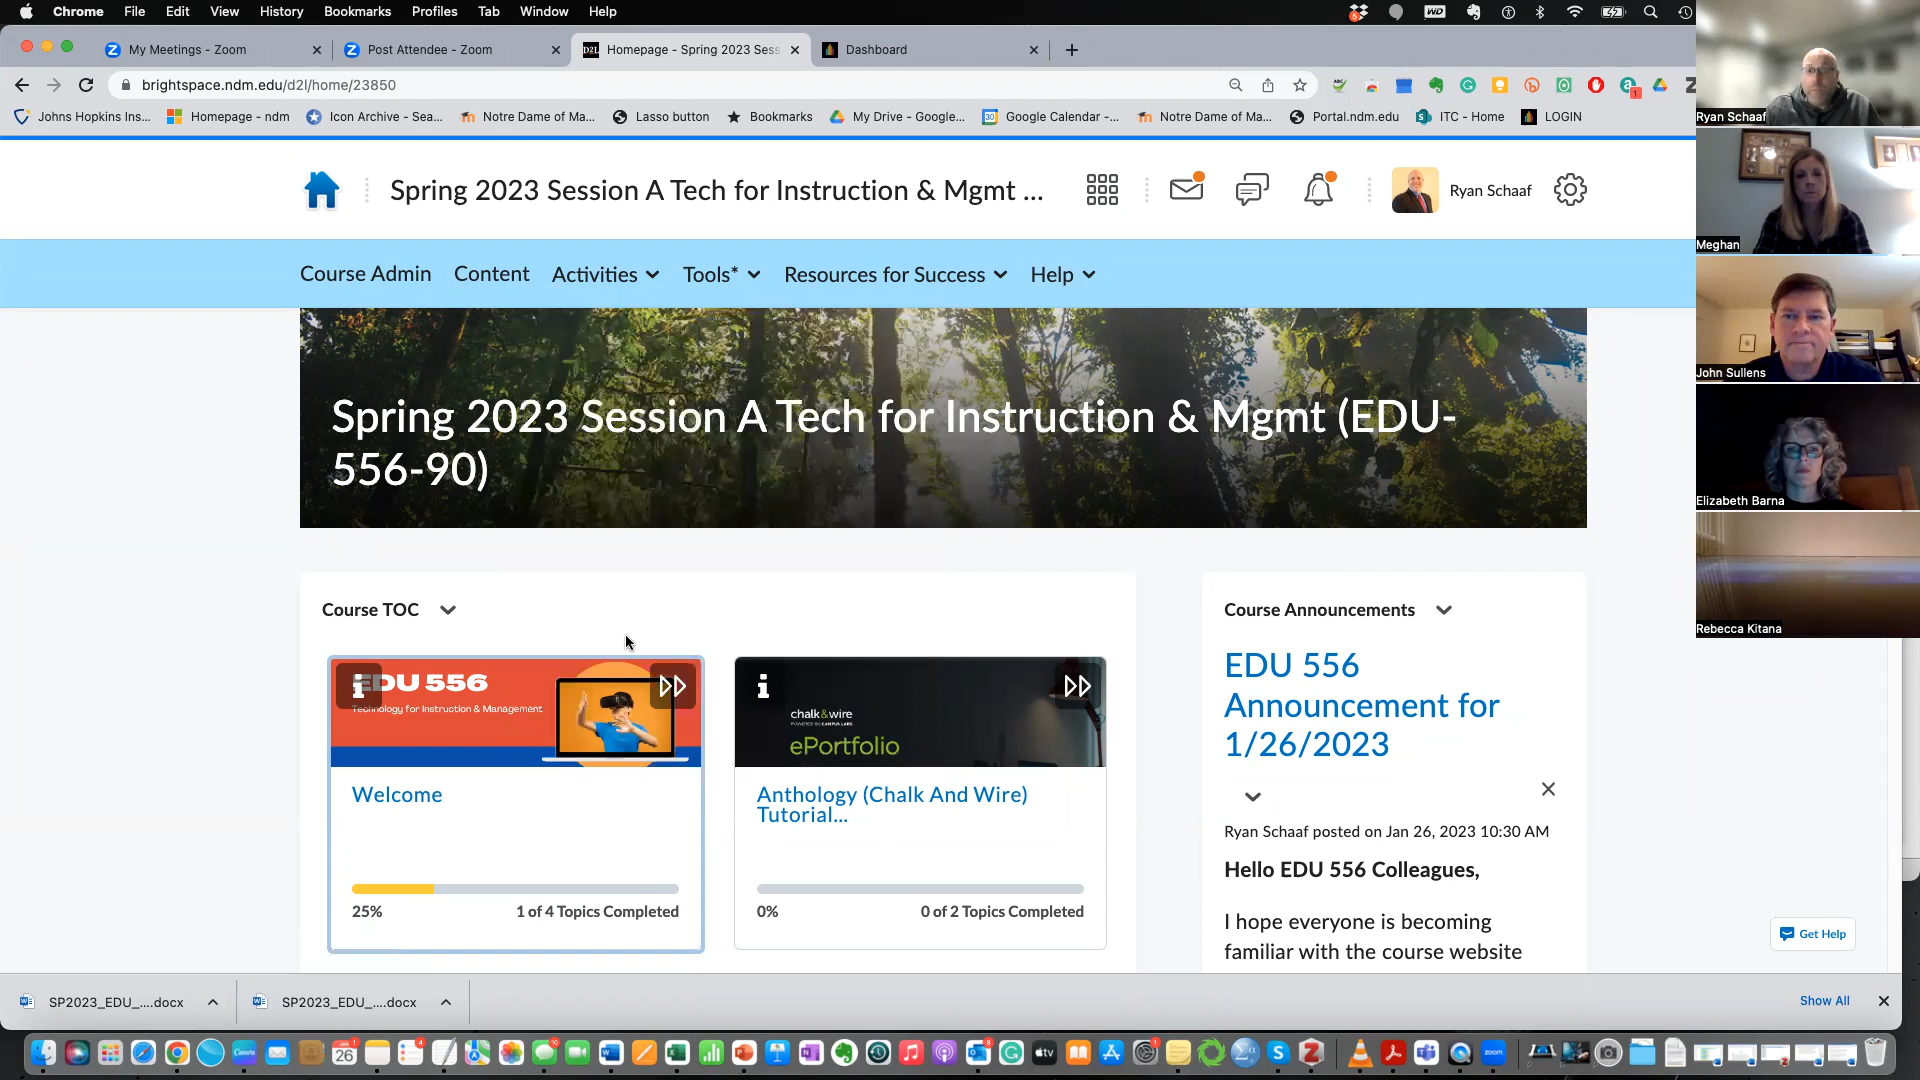 Chrome File Edit View History Bookmarks Profiles Tab Window Help
My Meetings - Zoom
Post Attendee - Zoom
Homepage - Spring 2023 Sess
Dashboard
brightspace.ndm.edu/d2l/home/23850
Johns Hopkins Ins...
Homepage - ndm
Icon Archive - Sea...
Notre Dame of Ma...
Lasso button
Bookmarks
My Drive - Google...
Google Calendar -...
Notre Dame of Ma...
Portal.ndm.edu
ITC - Home
LOGIN
Spring 2023 Session A Tech for Instruction & Mgmt ...
Ryan Schaaf
Course Admin Content Activities Tools* Resources for Success Help
Spring 2023 Session A Tech for Instruction & Mgmt (EDU-
556-90)
Course TOC
EDU 556
Technology for Instruction & Management
Welcome
25%
1 of 4 Topics Completed
chalk&wire
ePortfolio
Anthology (Chalk And Wire)
Tutorial...
0%
0 of 2 Topics Completed
Course Announcements
EDU 556
Announcement for
1/26/2023
Ryan Schaaf posted on Jan 26, 2023 10:30 AM
Hello EDU 556 Colleagues,
I hope everyone is becoming
familiar with the course website
Get Help
SP2023_EDU_....docx
SP2023_EDU_....docx
Show All
Ryan Schaaf
Meghan
John Sullens
Elizabeth Barna
Rebecca Kitana